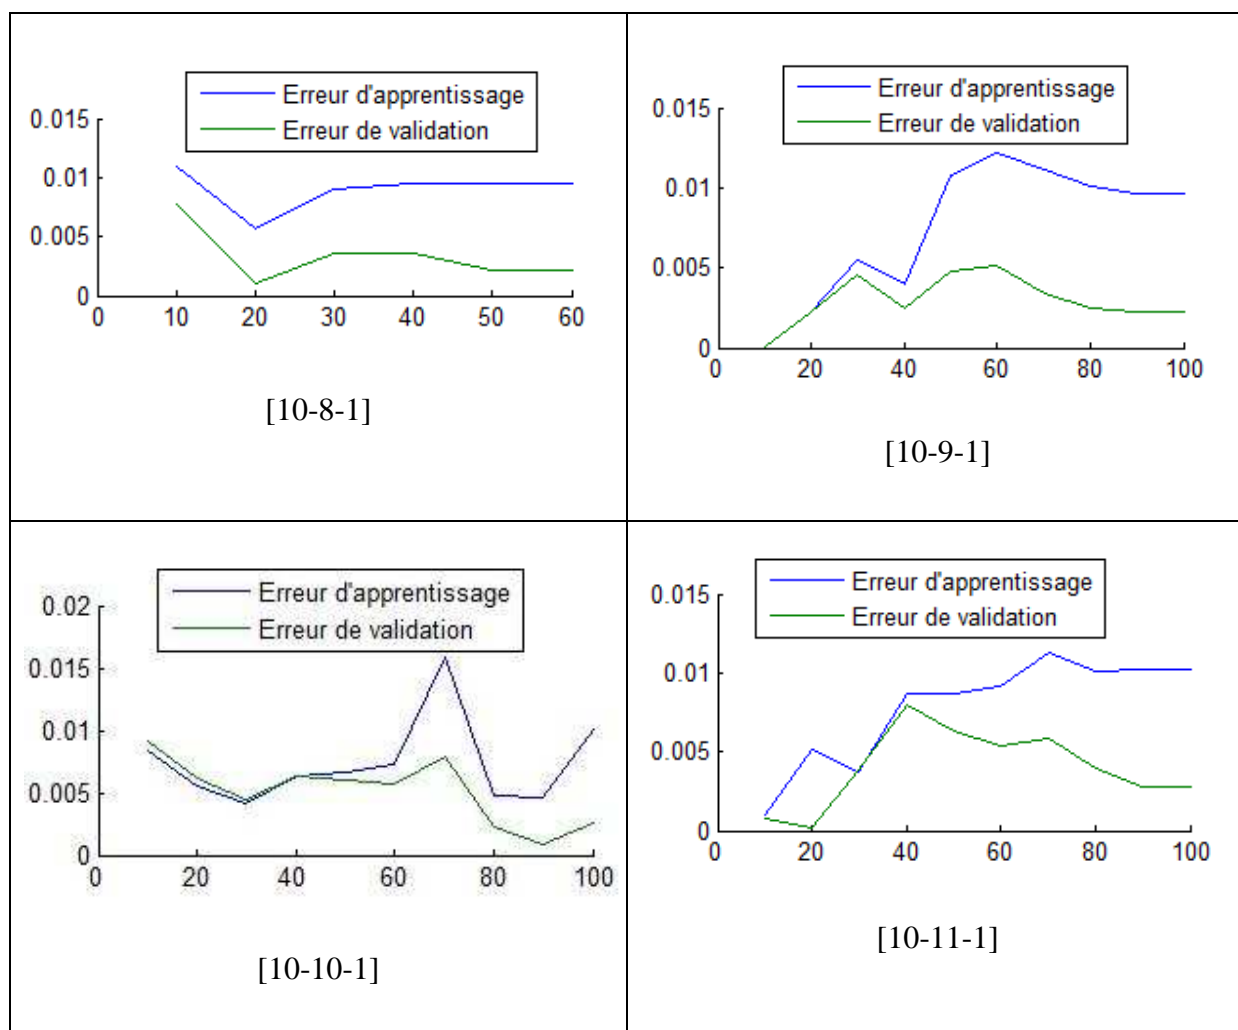 Erreur d'apprentissage
Erreur de validation
0.015
0.01
0.005
0
0 10 20 30 40 50 60
[10-8-1]
Erreur d'apprentissage
Erreur de validation
0.015
0.01
0.005
0
0 20 40 60 80 100
[10-9-1]
Erreur d'apprentissage
Erreur de validation
0.02
0.015
0.01
0.005
0
0 20 40 60 80 100
[10-10-1]
Erreur d'apprentissage
Erreur de validation
0.015
0.01
0.005
0
0 20 40 60 80 100
[10-11-1]